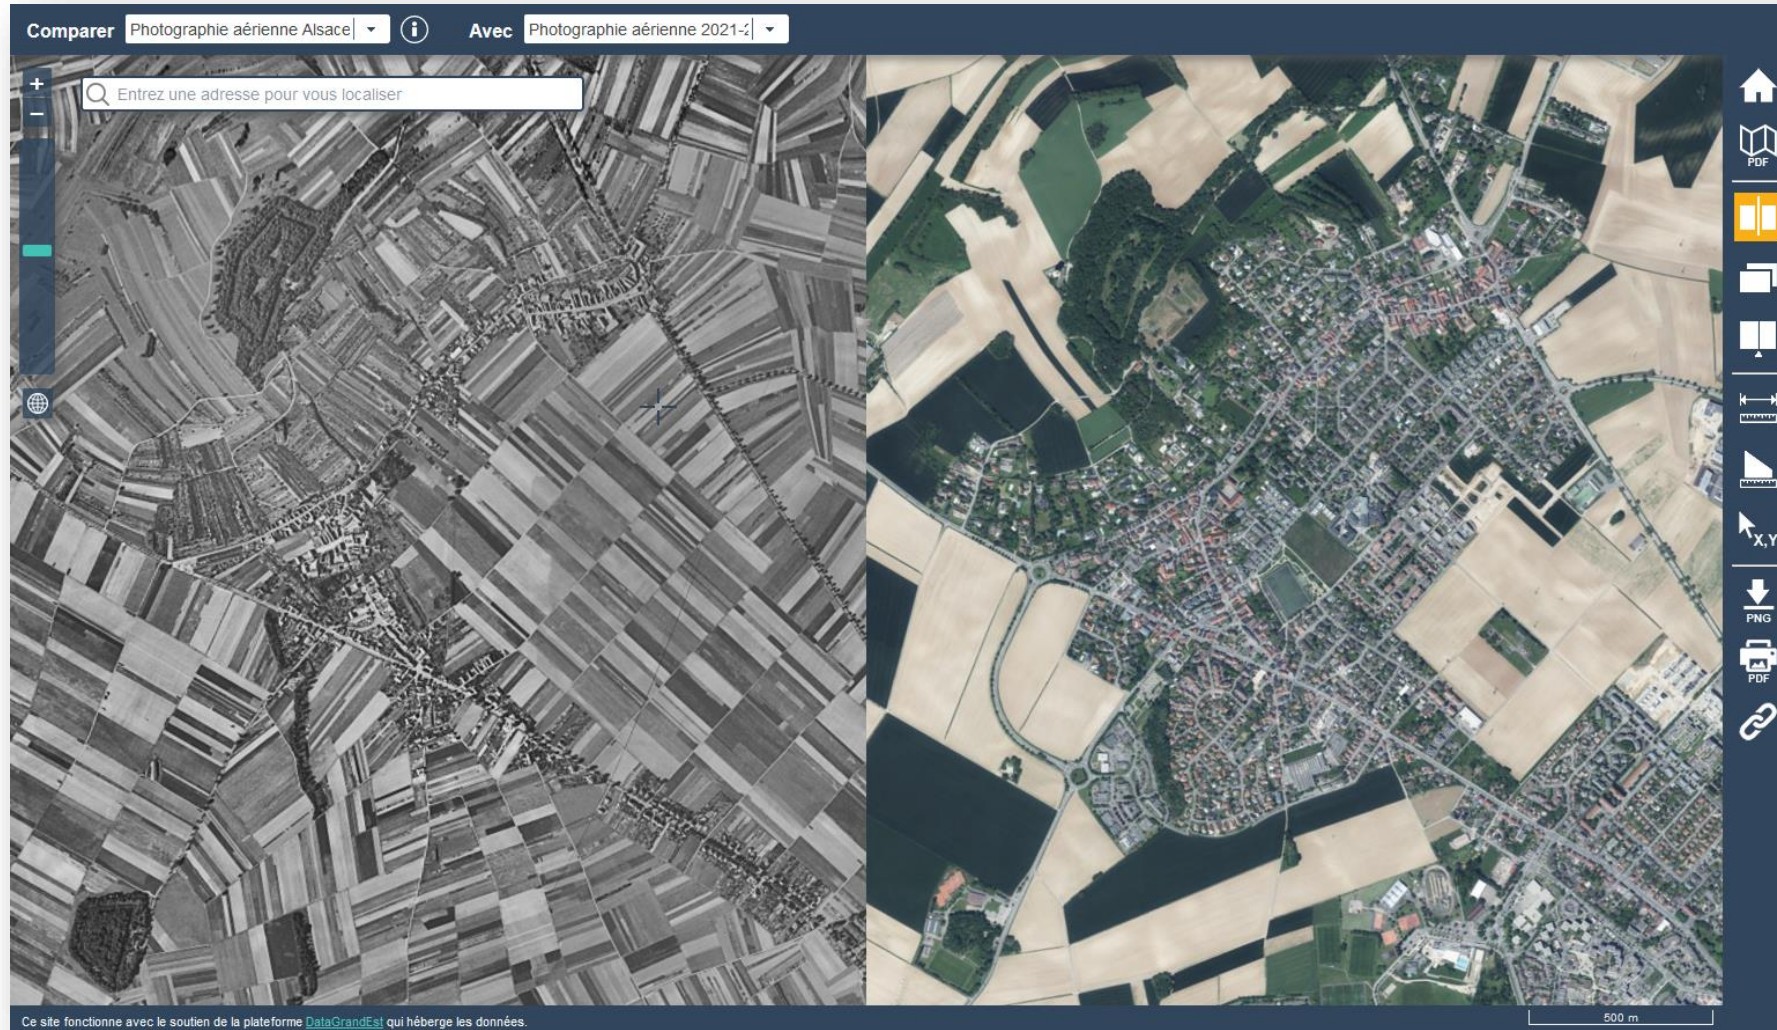 Comparer Photographie aérienne Alsace Avec Photographie aérienne 2021-2
+
Entrez une adresse pour vous localiser
−
PDF
X,Y
PNG
PDF
500 m
Ce site fonctionne avec le soutien de la plateforme DataGrandEst qui héberge les données.